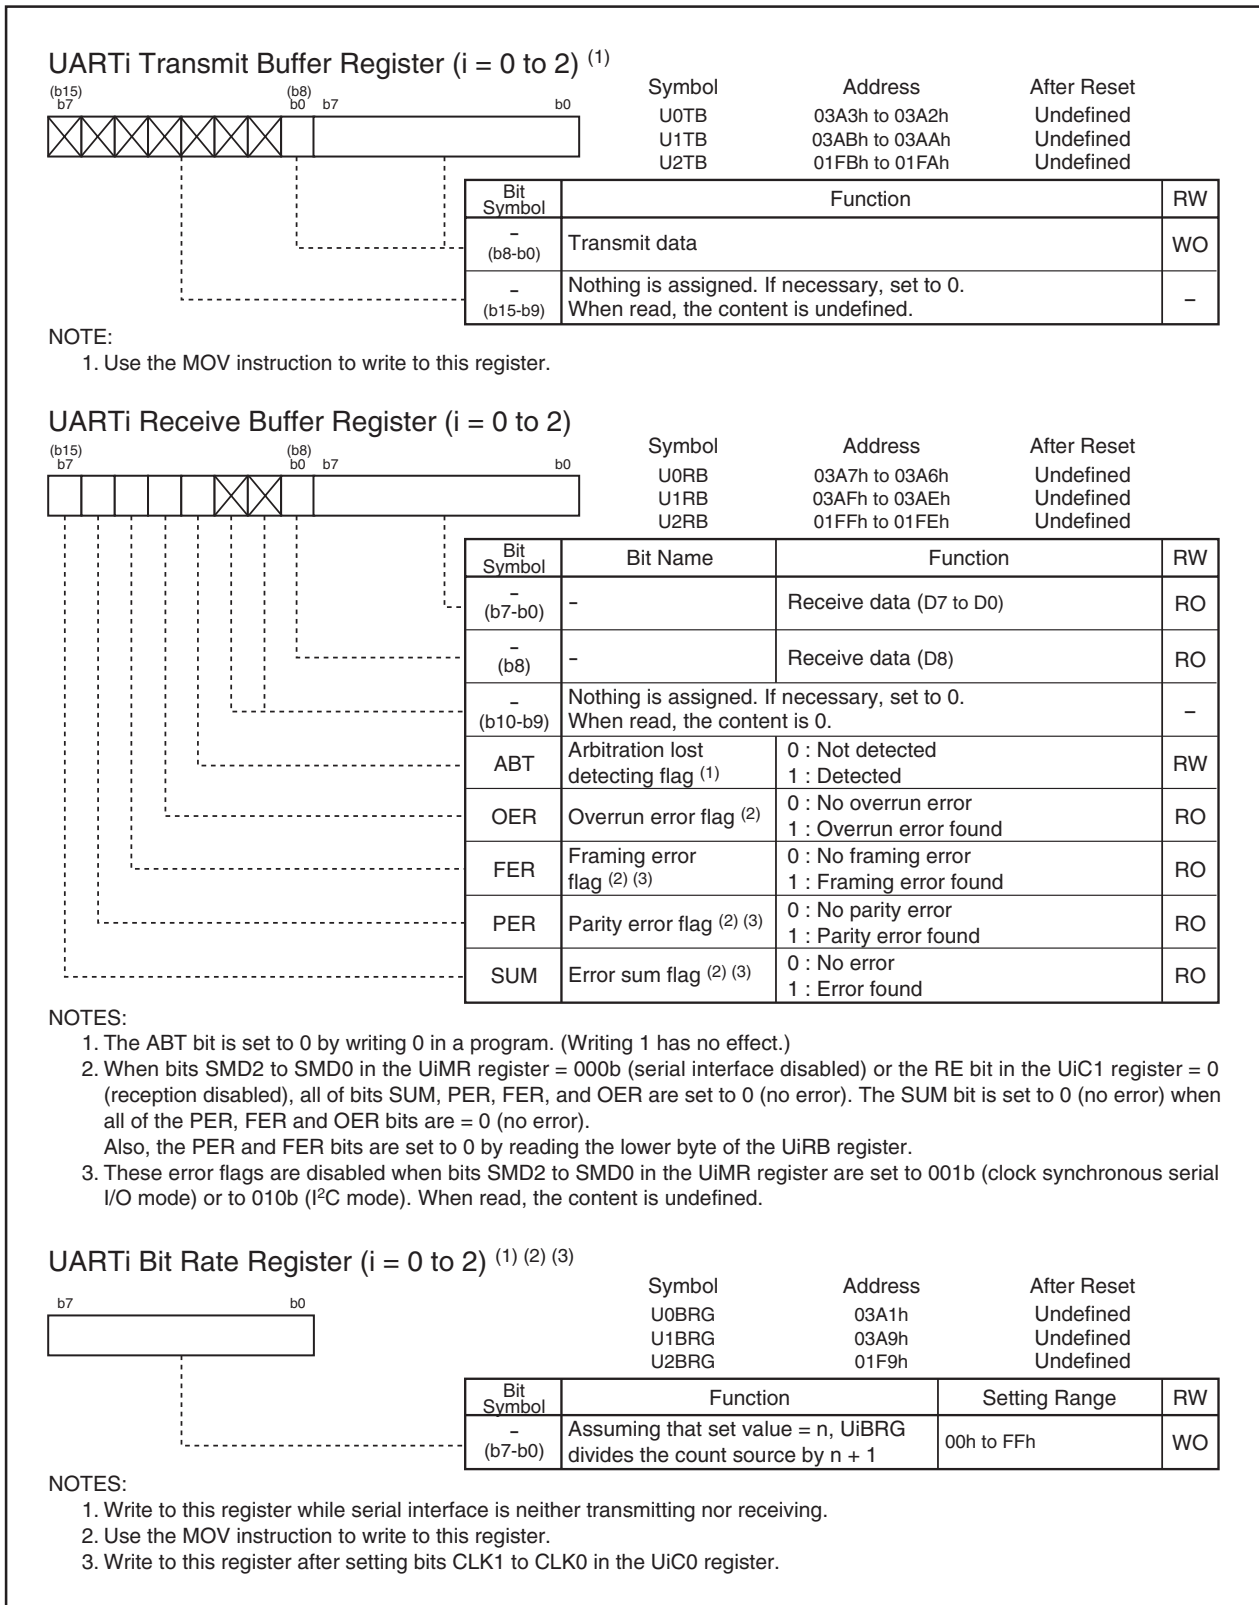 UARTi Transmit Buffer Register (i = 0 to 2) (1)
(b15) (b8)
b7 b0 b7 b0
Symbol Address After Reset
U0TB 03A3h to 03A2h Undefined
U1TB 03ABh to 03AAh Undefined
U2TB 01FBh to 01FAh Undefined
Bit Symbol Function RW
– (b8-b0) Transmit data WO
– (b15-b9) Nothing is assigned. If necessary, set to 0.
When read, the content is undefined. –
NOTE:
1. Use the MOV instruction to write to this register.
UARTi Receive Buffer Register (i = 0 to 2)
(b15) (b8)
b7 b0 b7 b0
Symbol Address After Reset
U0RB 03A7h to 03A6h Undefined
U1RB 03AFh to 03AEh Undefined
U2RB 01FFh to 01FEh Undefined
Bit Symbol Bit Name Function RW
– (b7-b0) – Receive data (D7 to D0) RO
– (b8) – Receive data (D8) RO
– (b10-b9) Nothing is assigned. If necessary, set to 0.
When read, the content is 0. –
ABT Arbitration lost detecting flag (1) 0 : Not detected
1 : Detected RW
OER Overrun error flag (2) 0 : No overrun error
1 : Overrun error found RO
FER Framing error flag (2) (3) 0 : No framing error
1 : Framing error found RO
PER Parity error flag (2) (3) 0 : No parity error
1 : Parity error found RO
SUM Error sum flag (2) (3) 0 : No error
1 : Error found RO
NOTES:
1. The ABT bit is set to 0 by writing 0 in a program. (Writing 1 has no effect.)
2. When bits SMD2 to SMD0 in the UiMR register = 000b (serial interface disabled) or the RE bit in the UiC1 register = 0
(reception disabled), all of bits SUM, PER, FER, and OER are set to 0 (no error). The SUM bit is set to 0 (no error) when
all of the PER, FER and OER bits are = 0 (no error).
Also, the PER and FER bits are set to 0 by reading the lower byte of the UiRB register.
3. These error flags are disabled when bits SMD2 to SMD0 in the UiMR register are set to 001b (clock synchronous serial
I/O mode) or to 010b (I²C mode). When read, the content is undefined.
UARTi Bit Rate Register (i = 0 to 2) (1) (2) (3)
b7 b0
Symbol Address After Reset
U0BRG 03A1h Undefined
U1BRG 03A9h Undefined
U2BRG 01F9h Undefined
Bit Symbol Function Setting Range RW
– (b7-b0) Assuming that set value = n, UiBRG
divides the count source by n + 1 00h to FFh WO
NOTES:
1. Write to this register while serial interface is neither transmitting nor receiving.
2. Use the MOV instruction to write to this register.
3. Write to this register after setting bits CLK1 to CLK0 in the UiC0 register.